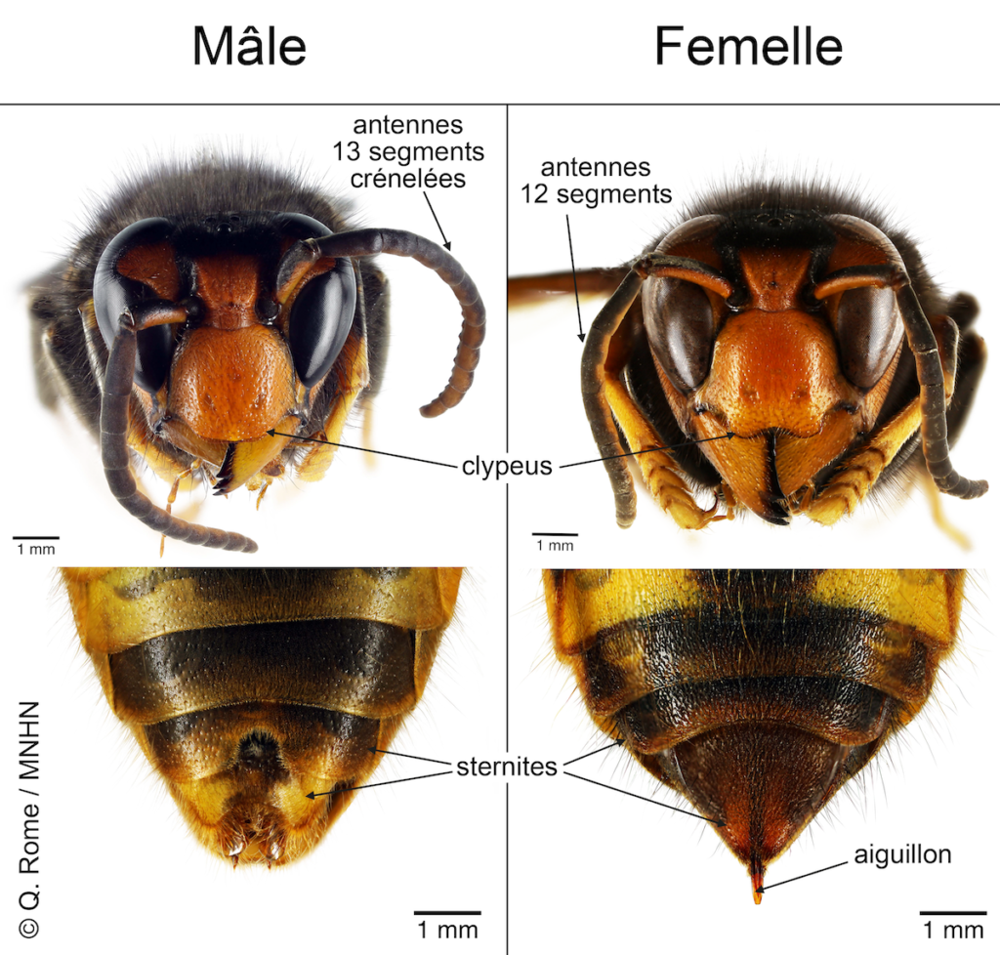 Mâle
Femelle
antennes
13 segments
crénelées
antennes
12 segments
clypeus
1 mm
1 mm
sternites
aiguillon
1 mm
1 mm
© Q. Rome / MNHN